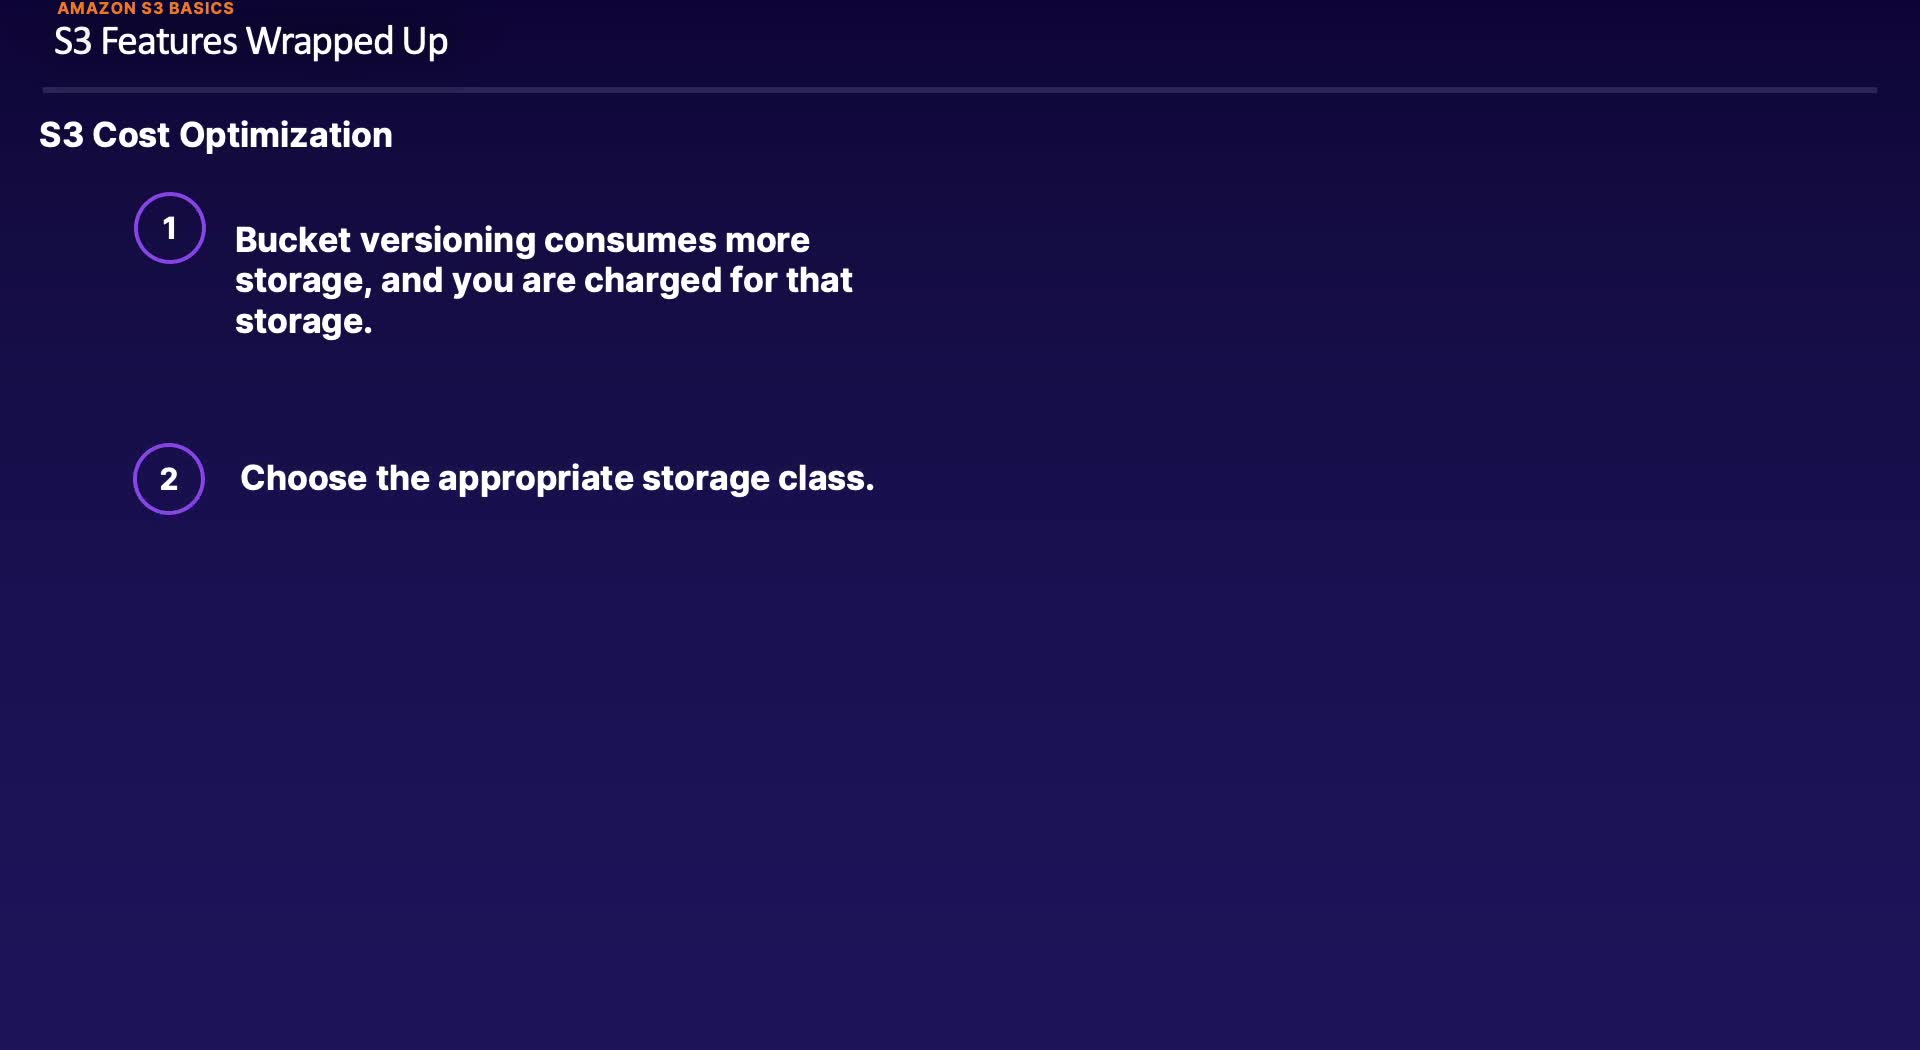 AMAZON S3 BASICS
S3 Features Wrapped Up
S3 Cost Optimization
1
Bucket versioning consumes more
storage, and you are charged for that
storage.
2
Choose the appropriate storage class.